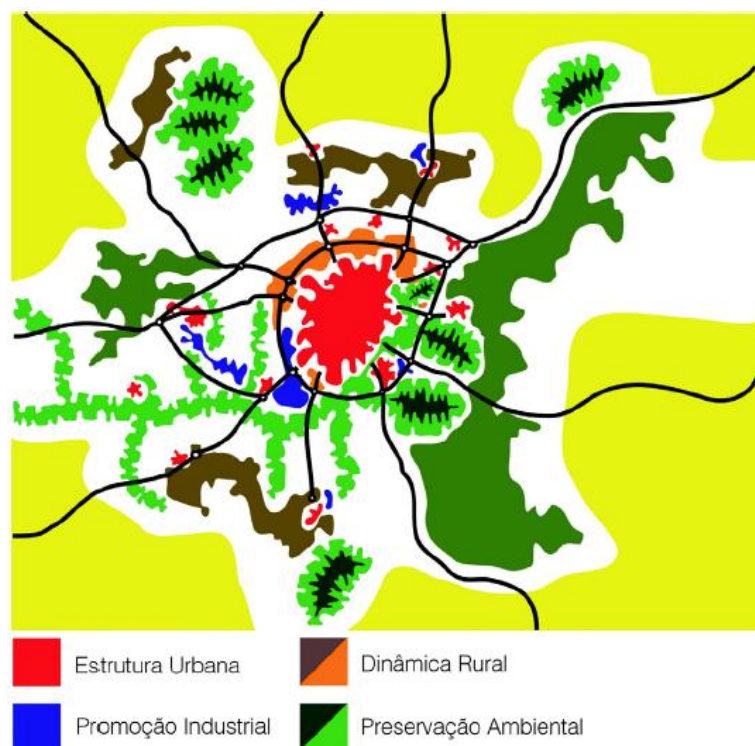 Estrutura Urbana
Dinâmica Rural
Promoção Industrial
Preservação Ambiental